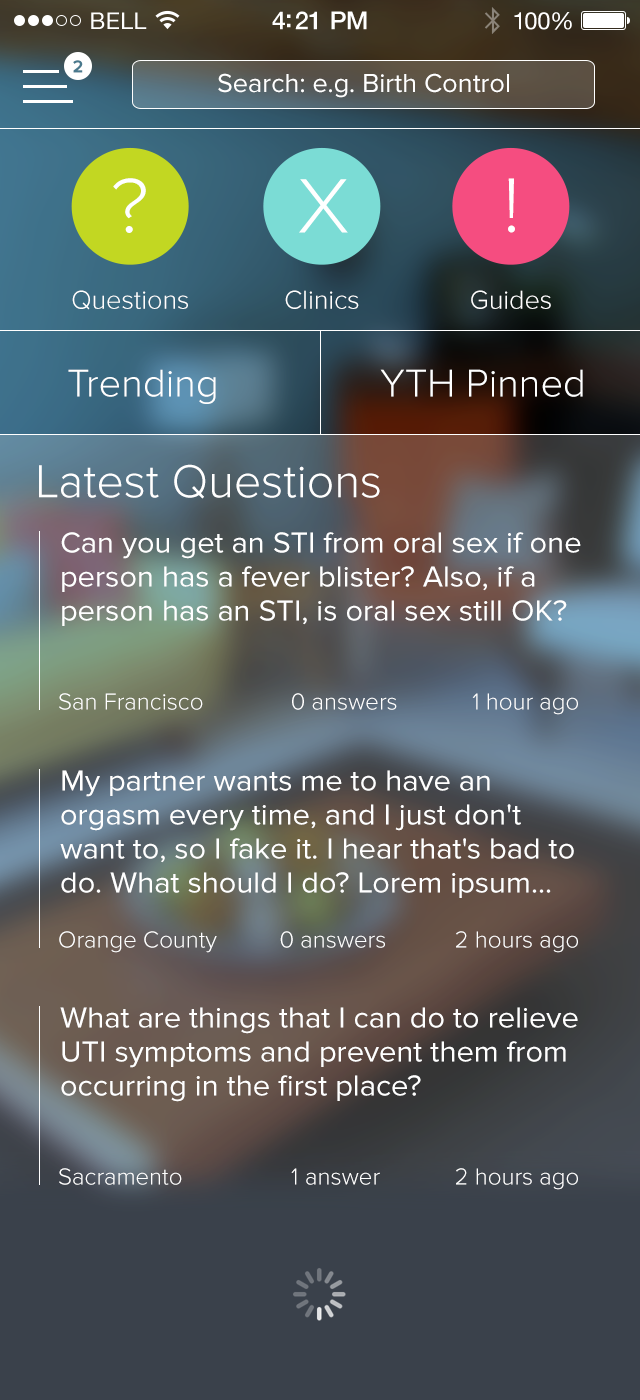 BELL 4:21 PM 100%
2
Search: e.g. Birth Control
? X !
Questions Clinics Guides
Trending YTH Pinned
Latest Questions
Can you get an STI from oral sex if one
person has a fever blister? Also, if a
person has an STI, is oral sex still OK?
San Francisco 0 answers 1 hour ago
My partner wants me to have an
orgasm every time, and I just don't
want to, so I fake it. I hear that's bad to
do. What should I do? Lorem ipsum...
Orange County 0 answers 2 hours ago
What are things that I can do to relieve
UTI symptoms and prevent them from
occurring in the first place?
Sacramento 1 answer 2 hours ago